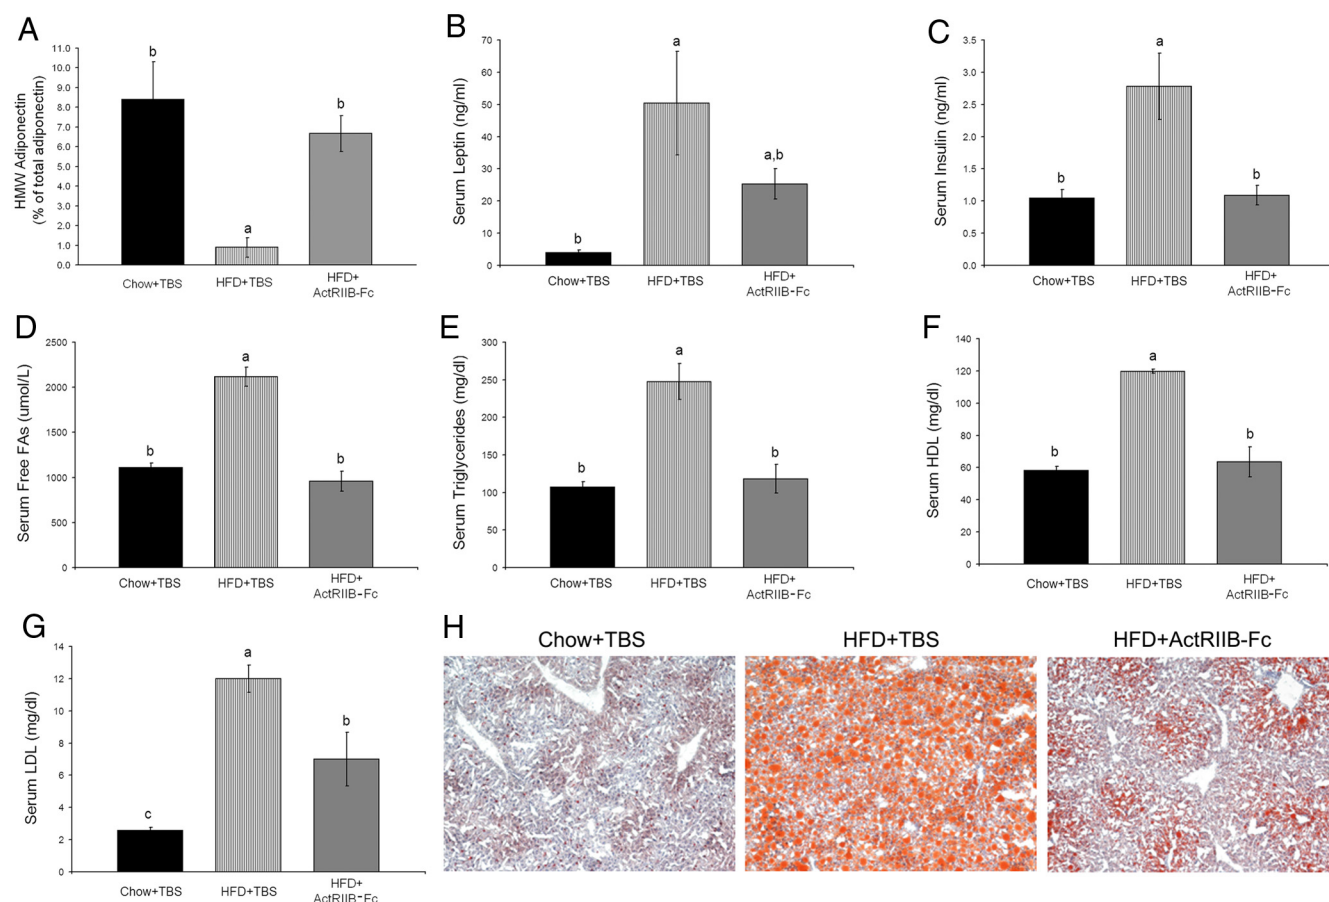 A
HMW Adiponectin
(% of total adiponectin)
11.0
10.0
9.0
8.0
7.0
6.0
5.0
4.0
3.0
2.0
1.0
0.0
b
a
b
Chow+TBS
HFD+TBS
HFD+
ActRIIB-Fc
B
Serum Leptin (ng/ml)
70
60
50
40
30
20
10
0
b
a
a,b
Chow+TBS
HFD+TBS
HFD+
ActRIIB-Fc
C
Serum Insulin (ng/ml)
3.5
3.0
2.5
2.0
1.5
1.0
0.5
0.0
b
a
b
Chow+TBS
HFD+TBS
HFD+
ActRIIB-Fc
D
Serum Free FAs (umol/L)
2500
2000
1500
1000
500
0
b
a
b
Chow+TBS
HFD+TBS
HFD+
ActRIIB-Fc
E
Serum Triglycerides (mg/dl)
300
250
200
150
100
50
0
b
a
b
Chow+TBS
HFD+TBS
HFD+
ActRIIB-Fc
F
Serum HDL (mg/dl)
140
120
100
80
60
40
20
0
b
a
b
Chow+TBS
HFD+TBS
HFD+
ActRIIB-Fc
G
Serum LDL (mg/dl)
14
12
10
8
6
4
2
0
c
a
b
Chow+TBS
HFD+TBS
HFD+
ActRIIB-Fc
H
Chow+TBS
HFD+TBS
HFD+ActRIIB-Fc